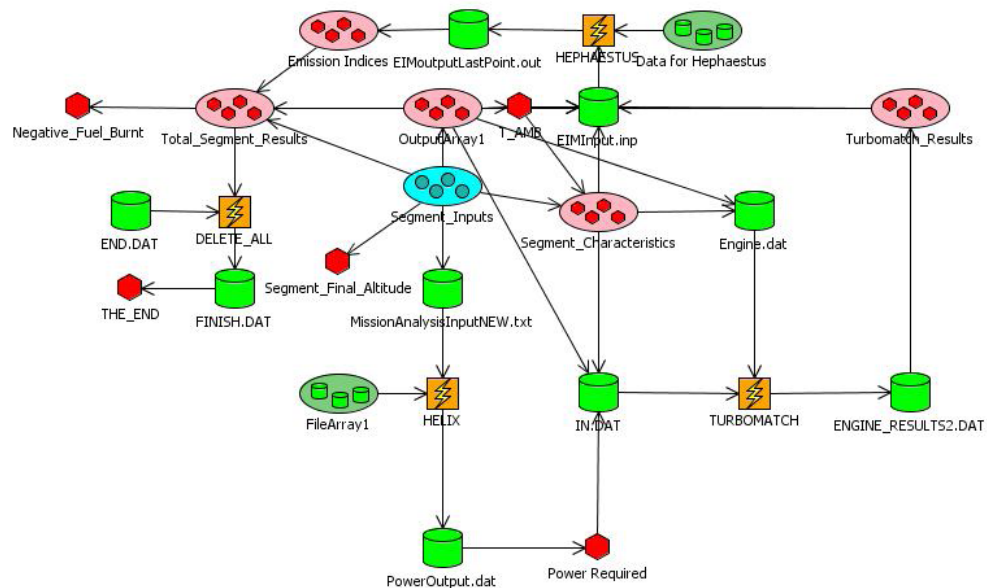 Emission Indices
EIMoutputLastPoint.out
HEPHAESTUS
Data for Hephaestus
Negative_Fuel_Burnt
Total_Segment_Results
OutputArray1
T_AMB
EIMInput.inp
Turbomatch_Results
Segment_Inputs
END.DAT
DELETE_ALL
Segment_Characteristics
Engine.dat
Segment_Final_Altitude
THE_END
FINISH.DAT
MissionAnalysisInputNEW.txt
FileArray1
HELIX
IN.DAT
TURBOMATCH
ENGINE_RESULTS2.DAT
PowerOutput.dat
Power Required